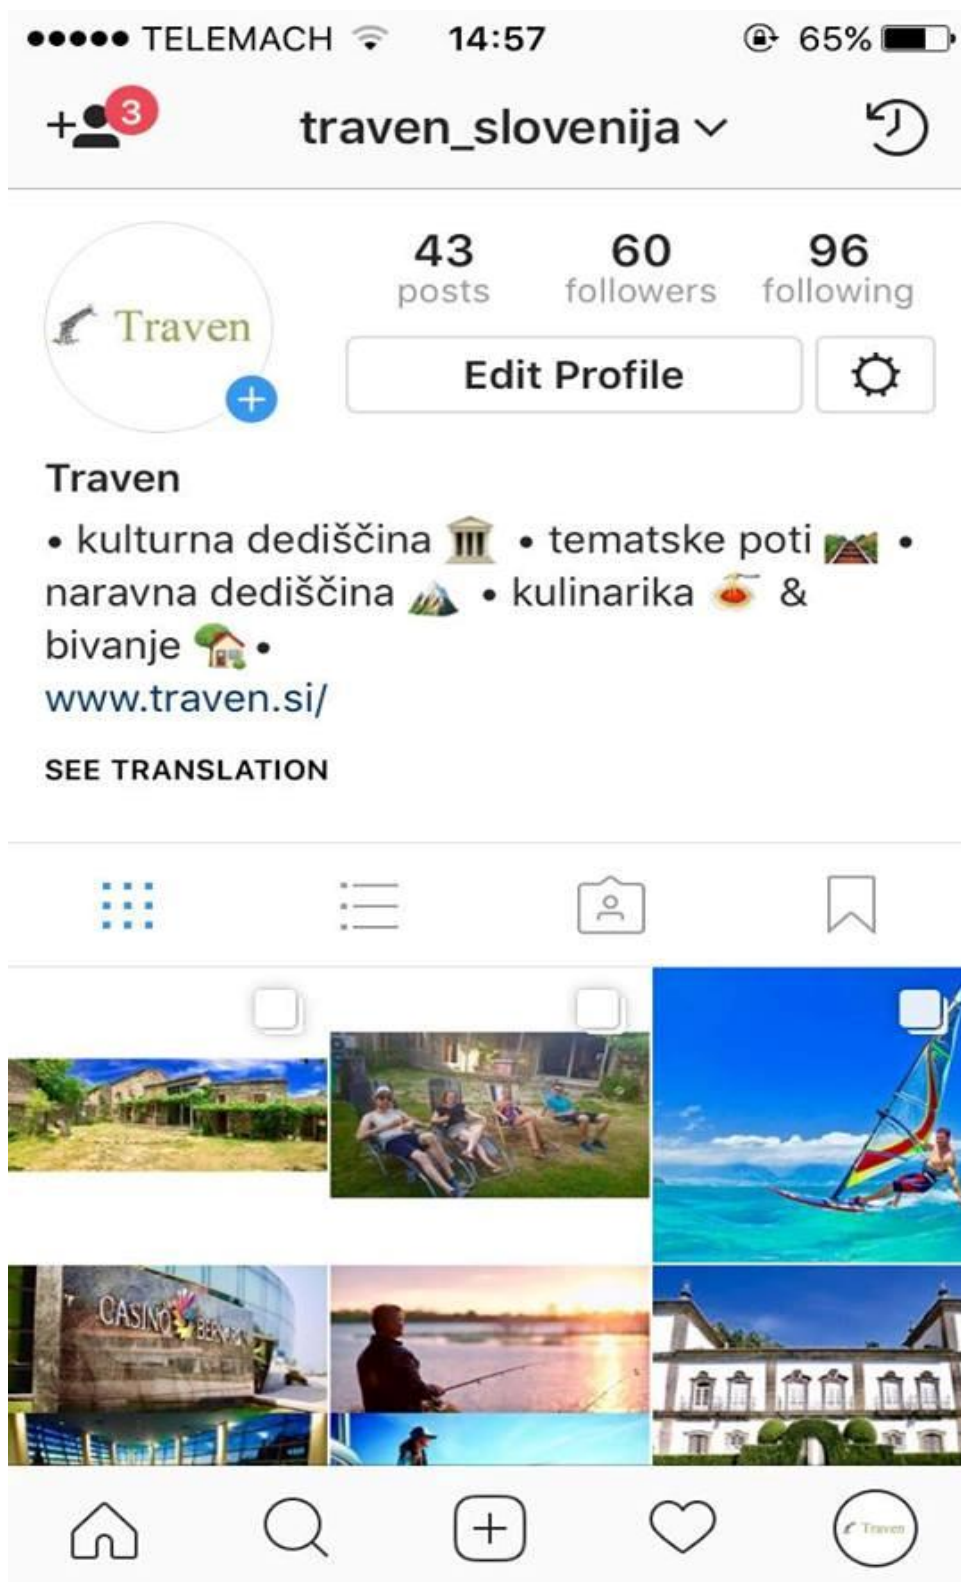 TELEMACH 14:57 65%
3
traven_slovenija
43 60 96
posts followers following
Traven
Edit Profile
Traven
• kulturna dediščina 🏛 • tematske poti 🛤 •
naravna dediščina 🏔 • kulinarika 🍲 &
bivanje 🏡 •
www.traven.si/
SEE TRANSLATION
CASINO
Traven